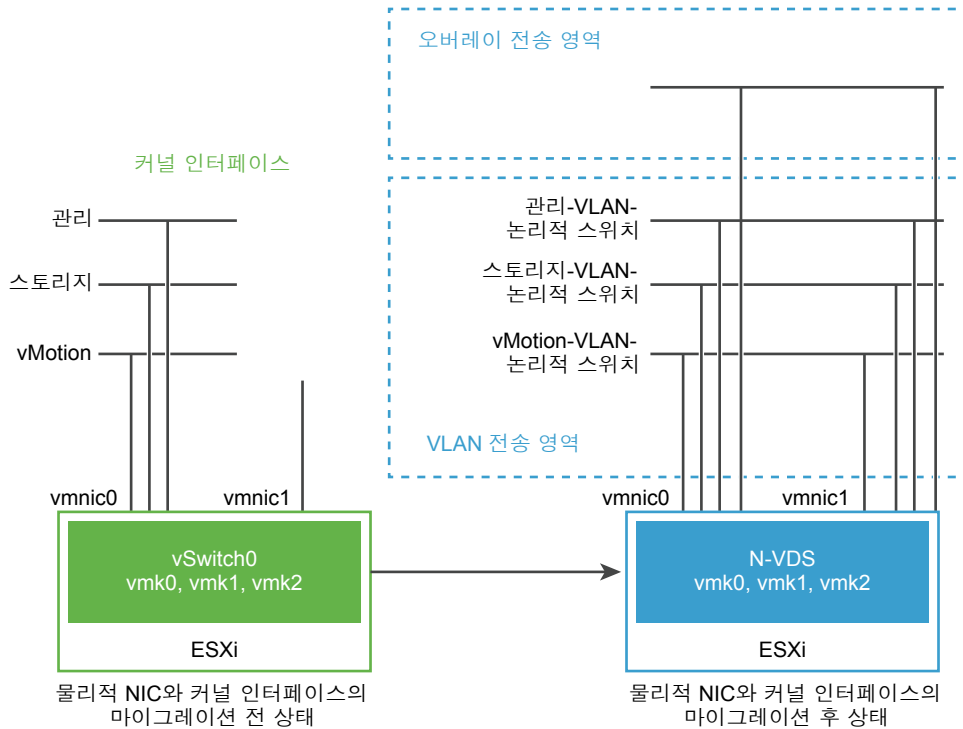 오버레이 전송 영역
커널 인터페이스
관리
스토리지
vMotion
관리-VLAN-
논리적 스위치
스토리지-VLAN-
논리적 스위치
vMotion-VLAN-
논리적 스위치
VLAN 전송 영역
vmnic0
vmnic1
vSwitch0
vmk0, vmk1, vmk2
ESXi
물리적 NIC와 커널 인터페이스의
마이그레이션 전 상태
vmnic0
vmnic1
N-VDS
vmk0, vmk1, vmk2
ESXi
물리적 NIC와 커널 인터페이스의
마이그레이션 후 상태